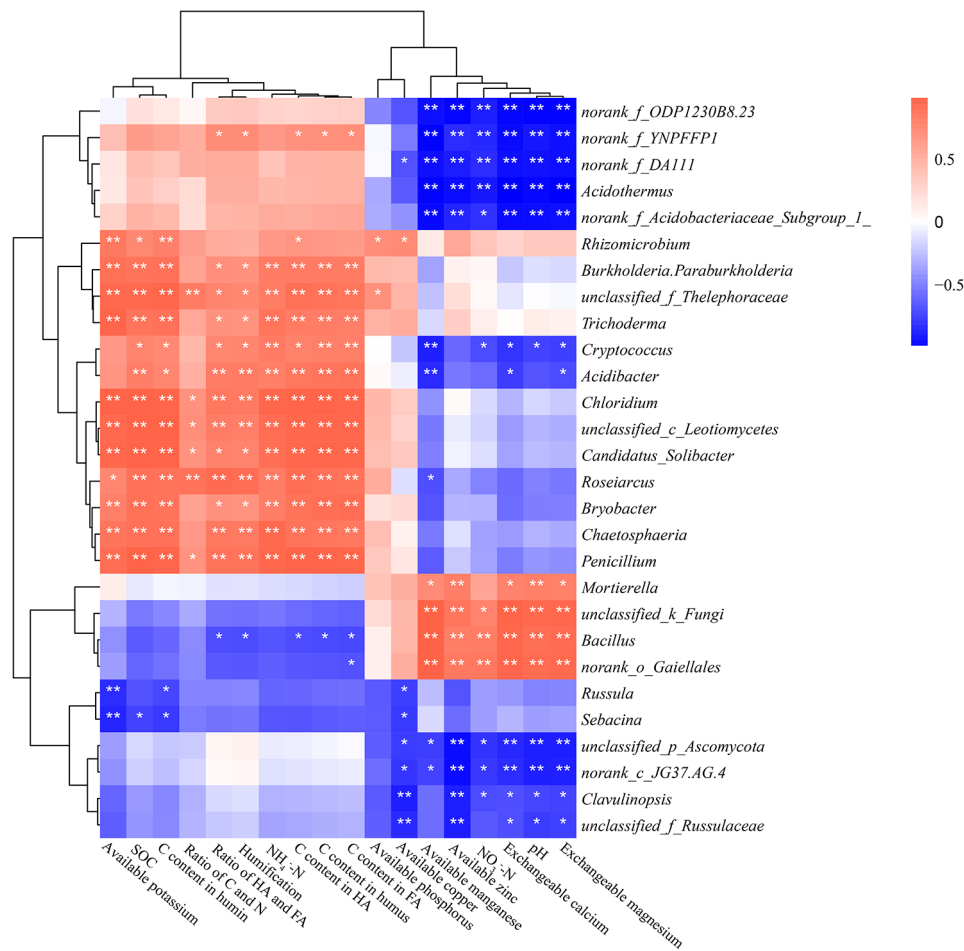 norank_f_ODP1230B8.23
norank_f_YNPFFP1
norank_f_DA111
Acidothermus
norank_f_Acidobacteriaceae_Subgroup_1_
Rhizomicrobium
Burkholderia.Paraburkholderia
unclassified_f_Thelephoraceae
Trichoderma
Cryptococcus
Acidibacter
Chloridium
unclassified_c_Leotiomycetes
Candidatus_Solibacter
Roseiarcus
Bryobacter
Chaetosphaeria
Penicillium
Mortierella
unclassified_k_Fungi
Bacillus
norank_o_Gaiellales
Russula
Sebacina
unclassified_p_Ascomycota
norank_c_JG37.AG.4
Clavulinopsis
unclassified_f_Russulaceae
0.5
0
−0.5
Available potassium
SOC
C content in humin
Ratio of C and N
Ratio of HA and FA
Humification
NH₄⁺-N
C content in HA
C content in humus
C content in FA
Available phosphorus
Available copper
Available manganese
Available zinc
NO₃⁻-N
Exchangeable calcium
pH
Exchangeable magnesium